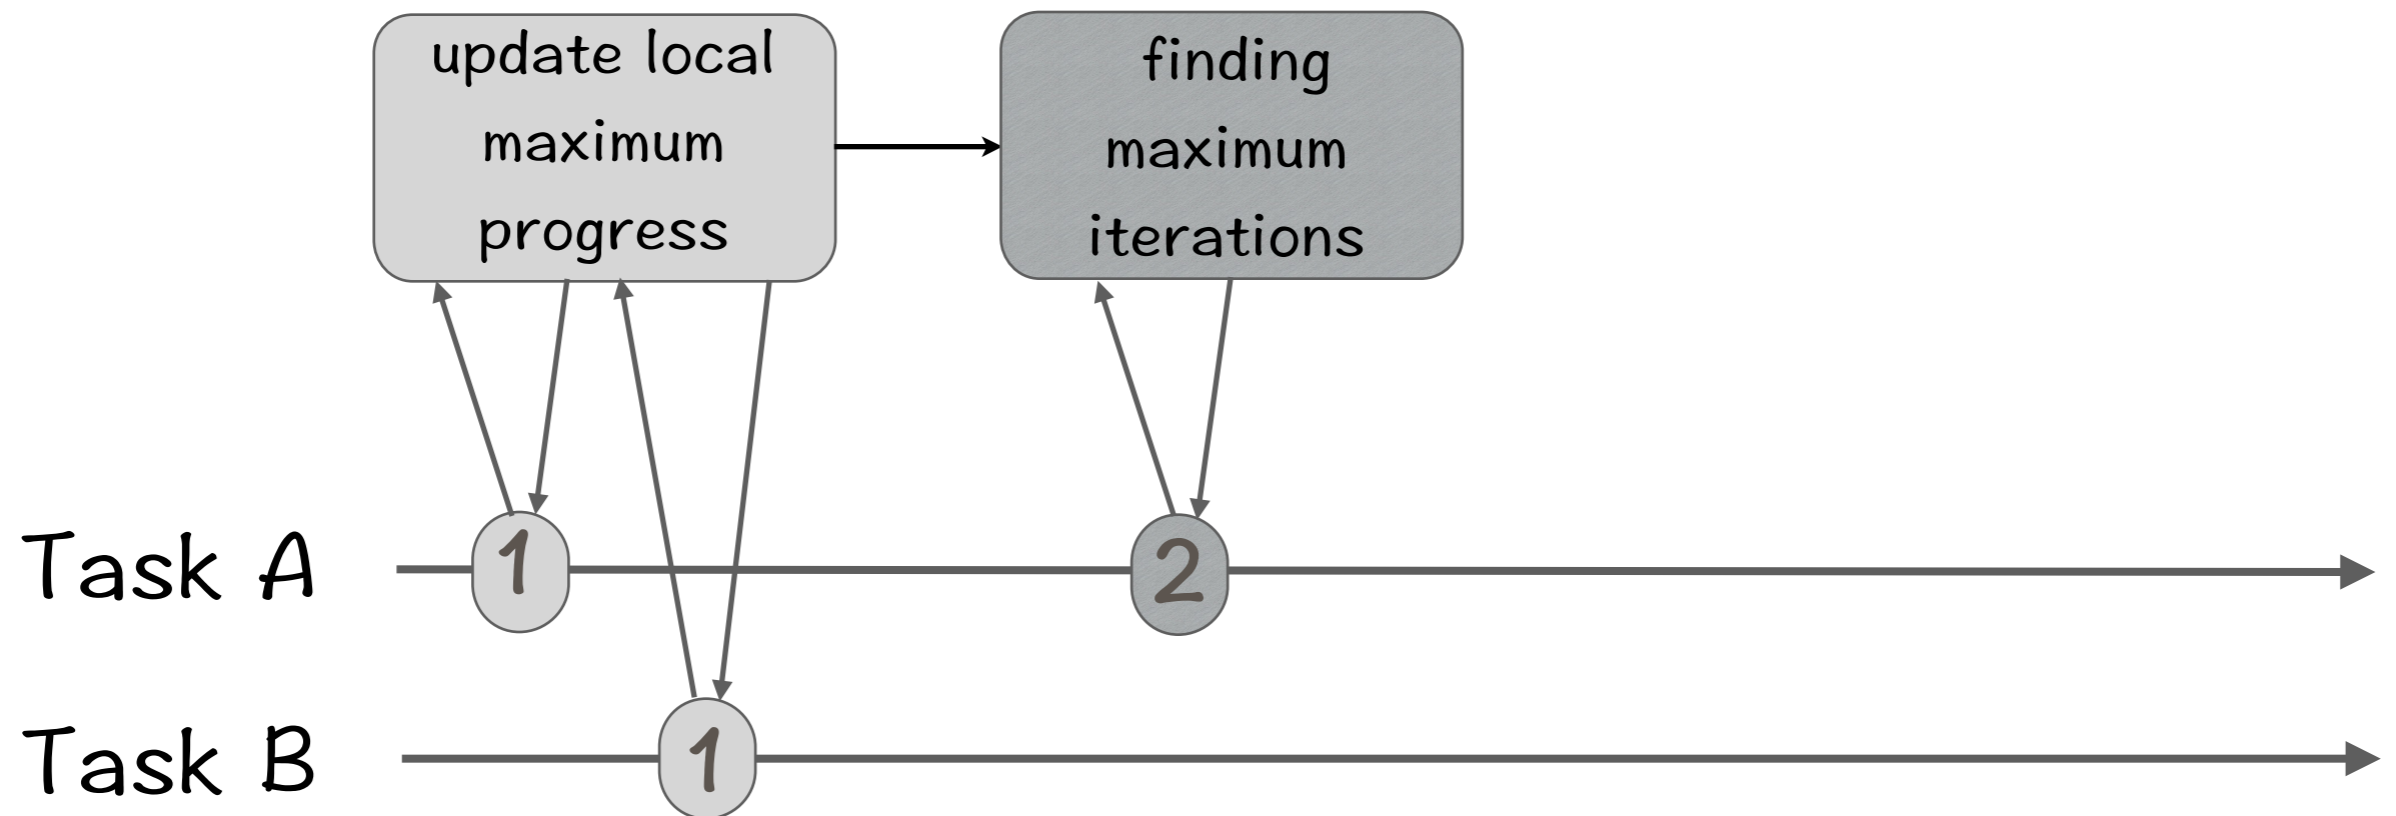 update local
maximum
progress
finding
maximum
iterations
Task A
1
2
Task B
1